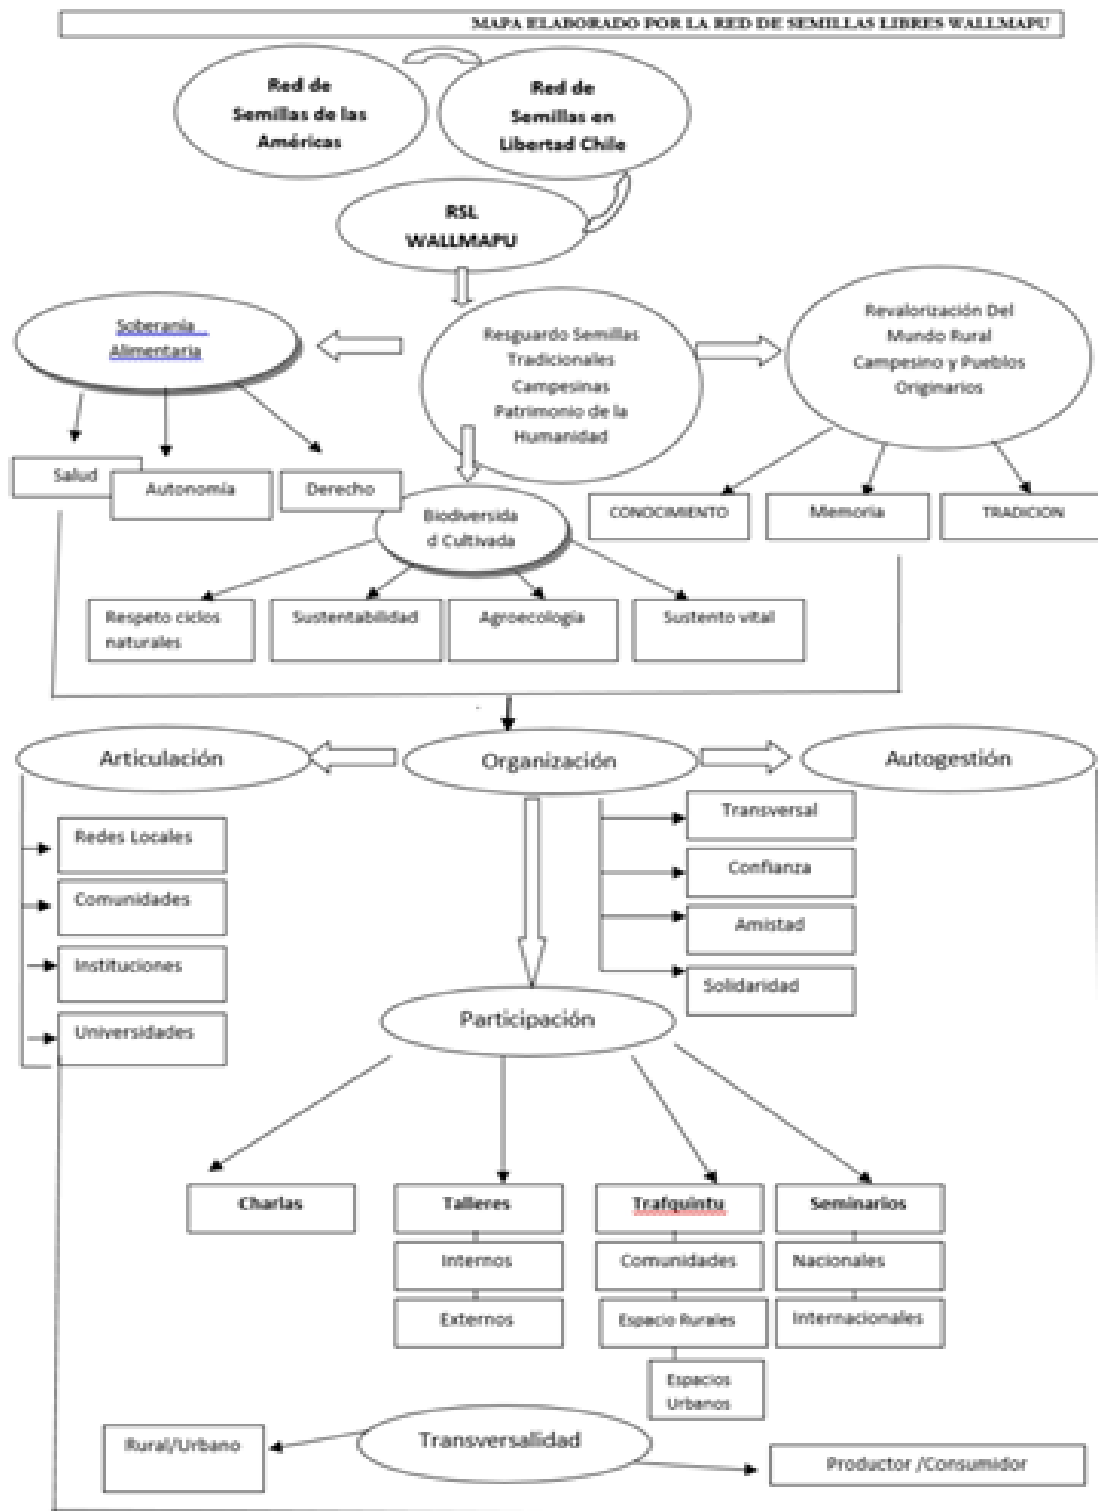 MAPA ELABORADO POR LA RED DE SEMILLAS LIBRES WALLMAPU
Red de
Semillas de las
Américas
Red de
Semillas en
Libertad Chile
RSL
WALLMAPU
Soberanía
Alimentaria
Resguardo Semillas
Tradicionales
Campesinas
Patrimonio de la
Humanidad
Revalorización Del
Mundo Rural
Campesino y Pueblos
Originarios
Salud
Autonomía
Derecho
Biodiversida
d Cultivada
CONOCIMIENTO
Memoria
TRADICION
Respeto ciclos
naturales
Sustentabilidad
Agroecología
Sustento vital
Articulación
Organización
Autogestión
Redes Locales
Comunidades
Instituciones
Universidades
Transversal
Confianza
Amistad
Solidaridad
Participación
Charlas
Talleres
Internos
Externos
Trafquintu
Comunidades
Espacio Rurales
Espacios
Urbanos
Seminarios
Nacionales
Internacionales
Transversalidad
Rural/Urbano
Productor /Consumidor